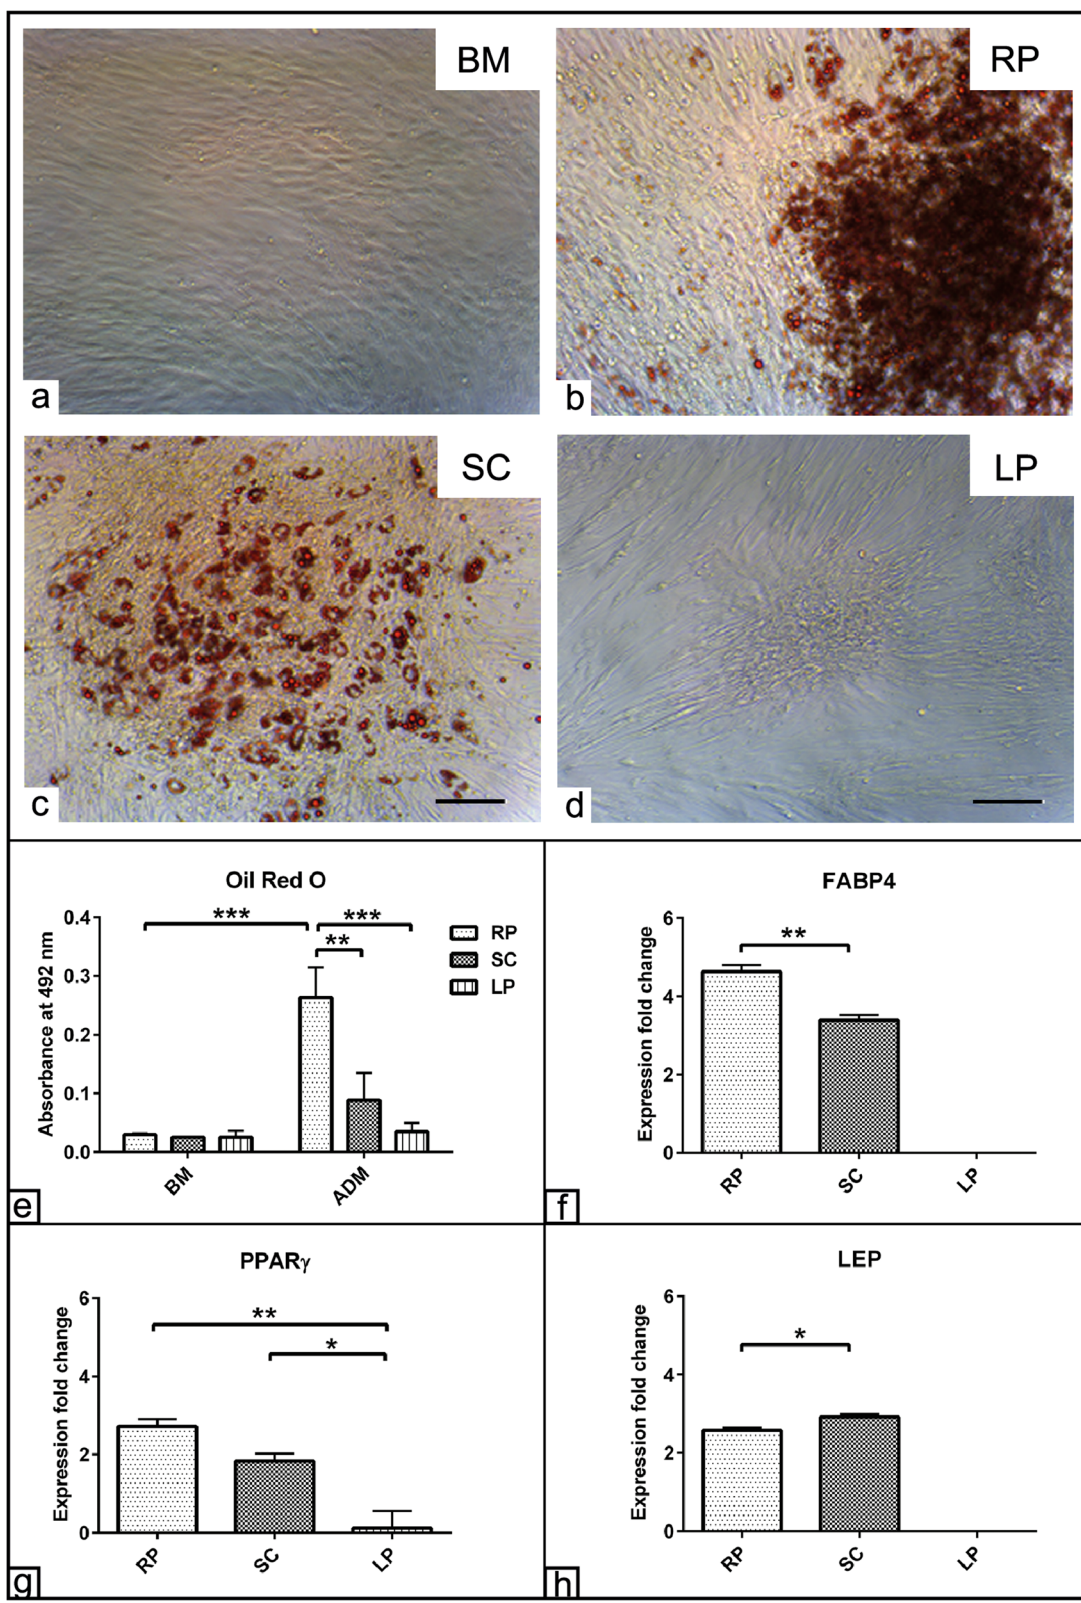 BM
a
RP
b
SC
c
LP
d
Oil Red O
Absorbance at 492 nm
0.4
0.3
0.2
0.1
0.0
***
***
**
RP
SC
LP
BM
ADM
e
FABP4
Expression fold change
6
4
2
0
**
RP
SC
LP
f
PPARγ
Expression fold change
6
4
2
0
**
*
RP
SC
LP
g
LEP
Expression fold change
6
4
2
0
*
RP
SC
LP
h